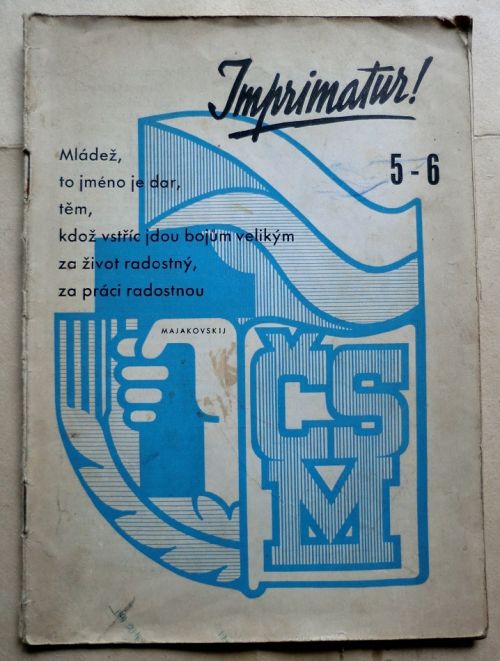 Imprimatur!
5-6
Mládež,
to jméno je dar,
těm,
kdož vstříc jdou bojům velikým
za život radostný,
za práci radostnou
MAJAKOVSKIJ
ČS
M